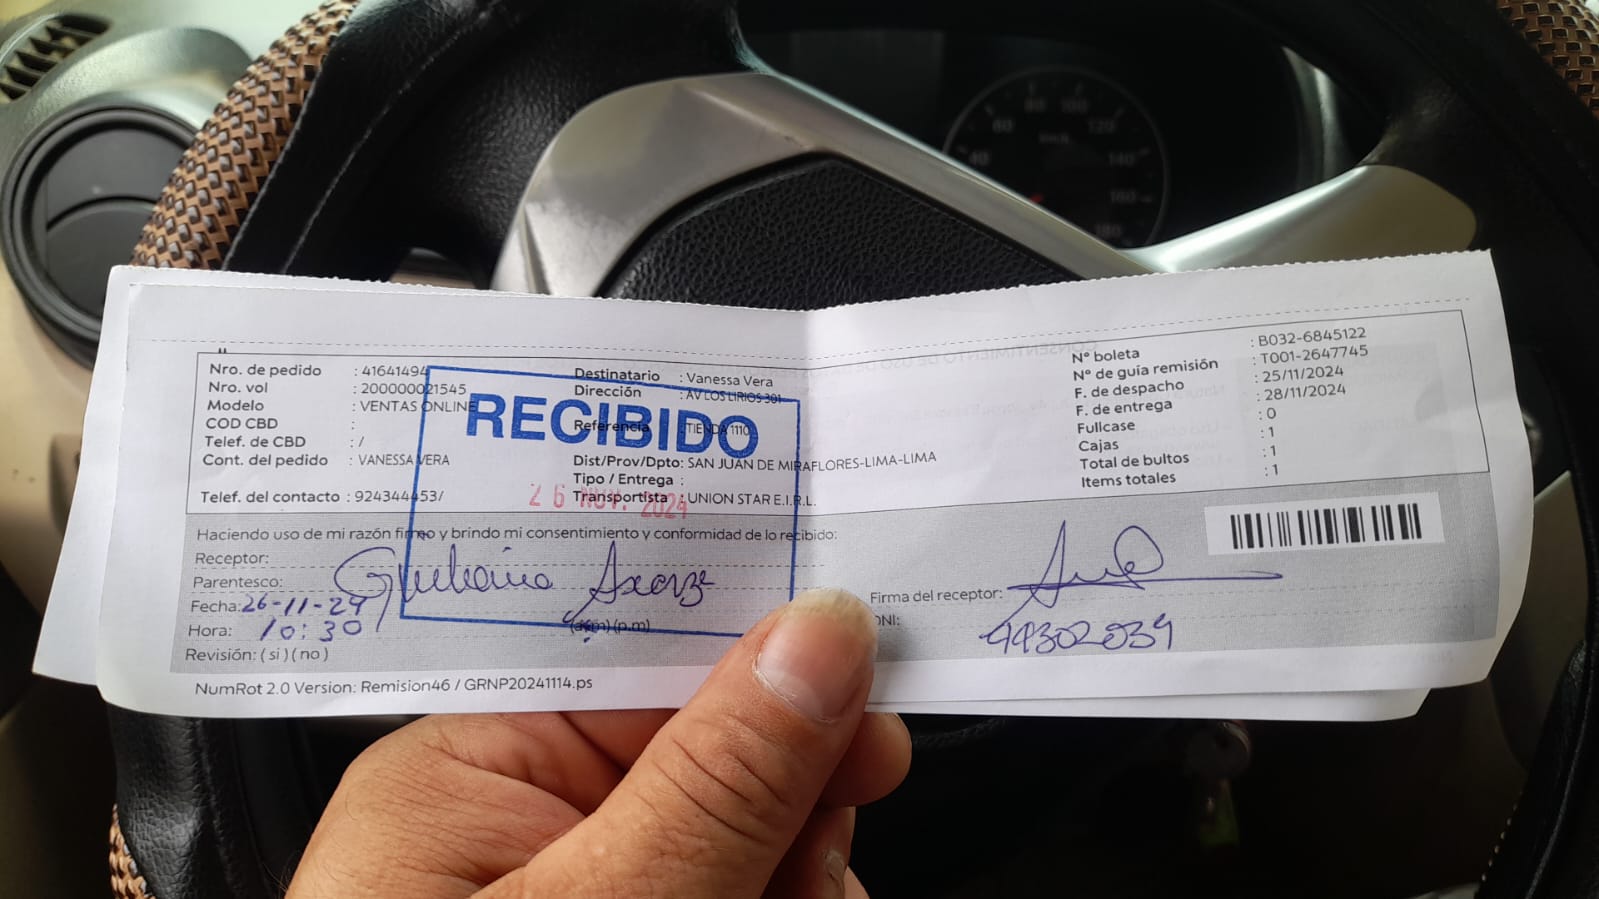 Nro. de pedido : 41641494
Nro. vol : 200000021545
Modelo : VENTAS ONLINE
COD CBD :
Telef. de CBD : /
Cont. del pedido : VANESSA VERA
Telef. del contacto : 924344453/
Destinatario : Vanessa Vera
Dirección : AV LOS LIRIOS 301
Referencia : TIENDA 1110
Dist/Prov/Dpto: SAN JUAN DE MIRAFLORES-LIMA-LIMA
Tipo / Entrega :
Transportista : UNION STAR E.I.R.L.
RECIBIDO
26 NOV. 2024
N° boleta : B032-6845122
N° de guía remisión : T001-2647745
F. de despacho : 25/11/2024
F. de entrega : 28/11/2024
Fullcase : 0
Cajas : 1
Total de bultos : 1
Items totales : 1
Haciendo uso de mi razón firmo y brindo mi consentimiento y conformidad de lo recibido:
Receptor:
Parentesco:
Fecha: 26-11-24
Hora: 10:30 (a.m) (p.m)
Revisión: ( si ) ( no )
Firma del receptor:
DNI: 44302039
NumRot 2.0 Version: Remision46 / GRNP20241114.ps